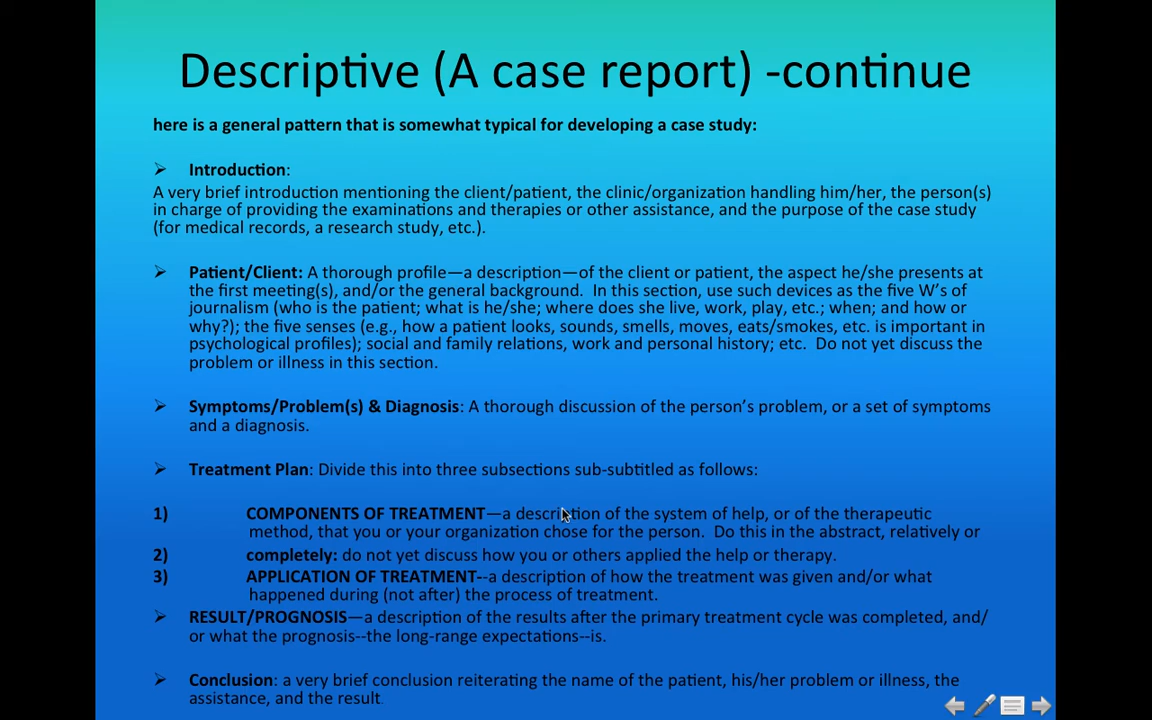 Descriptive (A case report) -continue
here is a general pattern that is somewhat typical for developing a case study:
➢ Introduction:
A very brief introduction mentioning the client/patient, the clinic/organization handling him/her, the person(s)
in charge of providing the examinations and therapies or other assistance, and the purpose of the case study
(for medical records, a research study, etc.).
➢ Patient/Client: A thorough profile—a description—of the client or patient, the aspect he/she presents at
the first meeting(s), and/or the general background. In this section, use such devices as the five W's of
journalism (who is the patient; what is he/she; where does she live, work, play, etc.; when; and how or
why?); the five senses (e.g., how a patient looks, sounds, smells, moves, eats/smokes, etc. is important in
psychological profiles); social and family relations, work and personal history; etc. Do not yet discuss the
problem or illness in this section.
➢ Symptoms/Problem(s) & Diagnosis: A thorough discussion of the person's problem, or a set of symptoms
and a diagnosis.
➢ Treatment Plan: Divide this into three subsections sub-subtitled as follows:
1) COMPONENTS OF TREATMENT—a description of the system of help, or of the therapeutic
method, that you or your organization chose for the person. Do this in the abstract, relatively or
2) completely: do not yet discuss how you or others applied the help or therapy.
3) APPLICATION OF TREATMENT--a description of how the treatment was given and/or what
happened during (not after) the process of treatment.
➢ RESULT/PROGNOSIS—a description of the results after the primary treatment cycle was completed, and/
or what the prognosis--the long-range expectations--is.
➢ Conclusion: a very brief conclusion reiterating the name of the patient, his/her problem or illness, the
assistance, and the result.